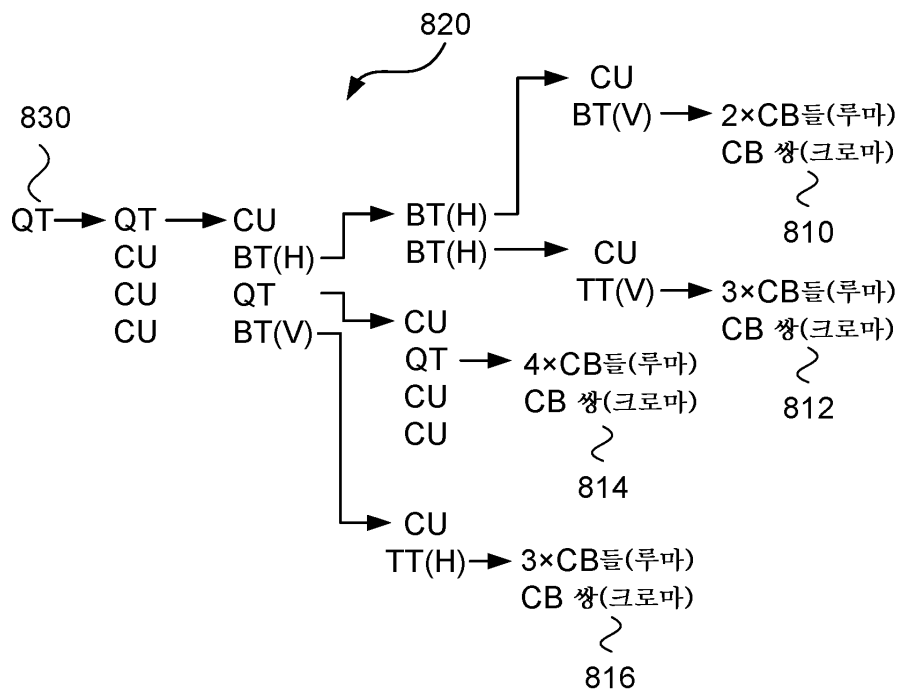 820
830
CU
BT(V)
2×CB들(루마)
CB 쌍(크로마)
810
QT
QT
CU
CU
CU
CU
BT(H)
QT
BT(V)
BT(H)
BT(H)
CU
TT(V)
3×CB들(루마)
CB 쌍(크로마)
812
CU
QT
CU
CU
4×CB들(루마)
CB 쌍(크로마)
814
CU
TT(H)
3×CB들(루마)
CB 쌍(크로마)
816